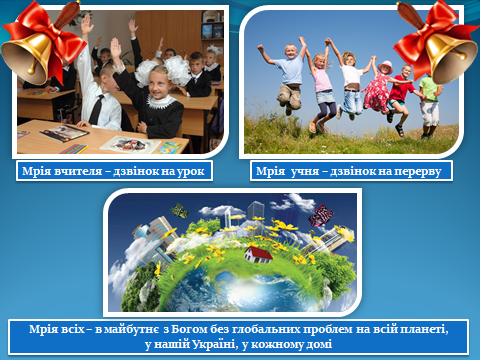 Мрія вчителя – дзвінок на урок
Мрія учня – дзвінок на перерву
Мрія всіх – в майбутнє з Богом без глобальних проблем на всій планеті,
у нашій Україні, у кожному домі